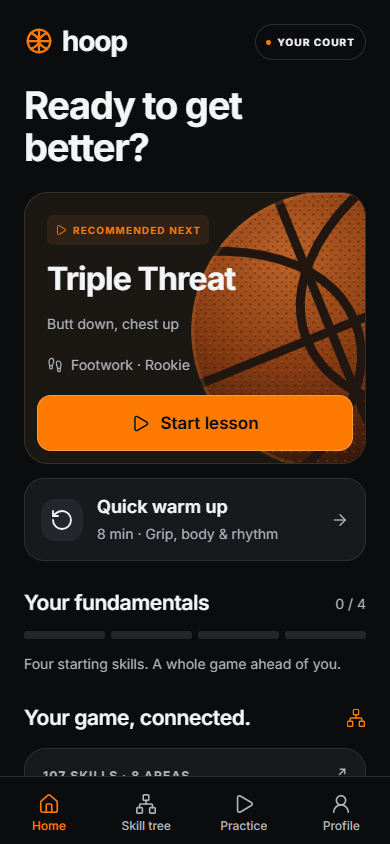 hoop
YOUR COURT
Ready to get
better?
RECOMMENDED NEXT
Triple Threat
Butt down, chest up
Footwork · Rookie
Start lesson
Quick warm up
8 min · Grip, body & rhythm
Your fundamentals
0 / 4
Four starting skills. A whole game ahead of you.
Your game, connected.
107 SKILLS · 8 AREAS
Home
Skill tree
Practice
Profile